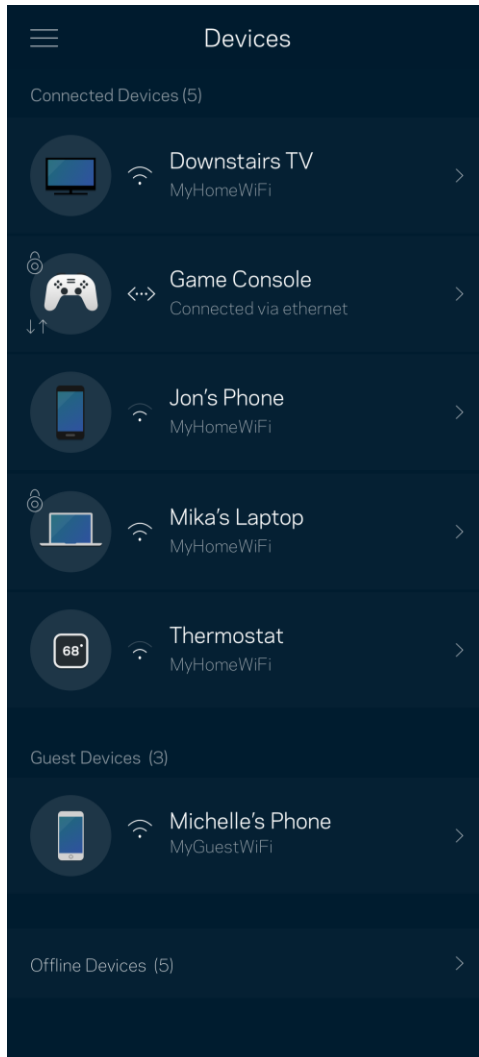 Devices
Connected Devices (5)
Downstairs TV
MyHomeWiFi
Game Console
Connected via ethernet
Jon's Phone
MyHomeWiFi
Mika's Laptop
MyHomeWiFi
68°
Thermostat
MyHomeWiFi
Guest Devices (3)
Michelle's Phone
MyGuestWiFi
Offline Devices (5)